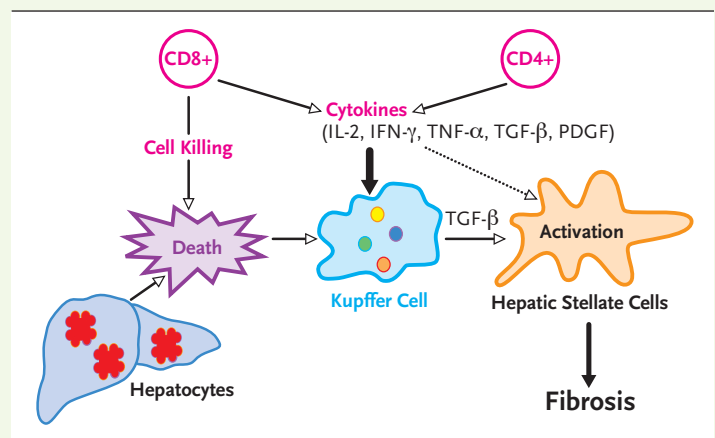 CD8+
CD4+
Cytokines
(IL-2, IFN-γ, TNF-α, TGF-β, PDGF)
Cell Killing
Death
TGF-β
Activation
Kupffer Cell
Hepatic Stellate Cells
Hepatocytes
Fibrosis